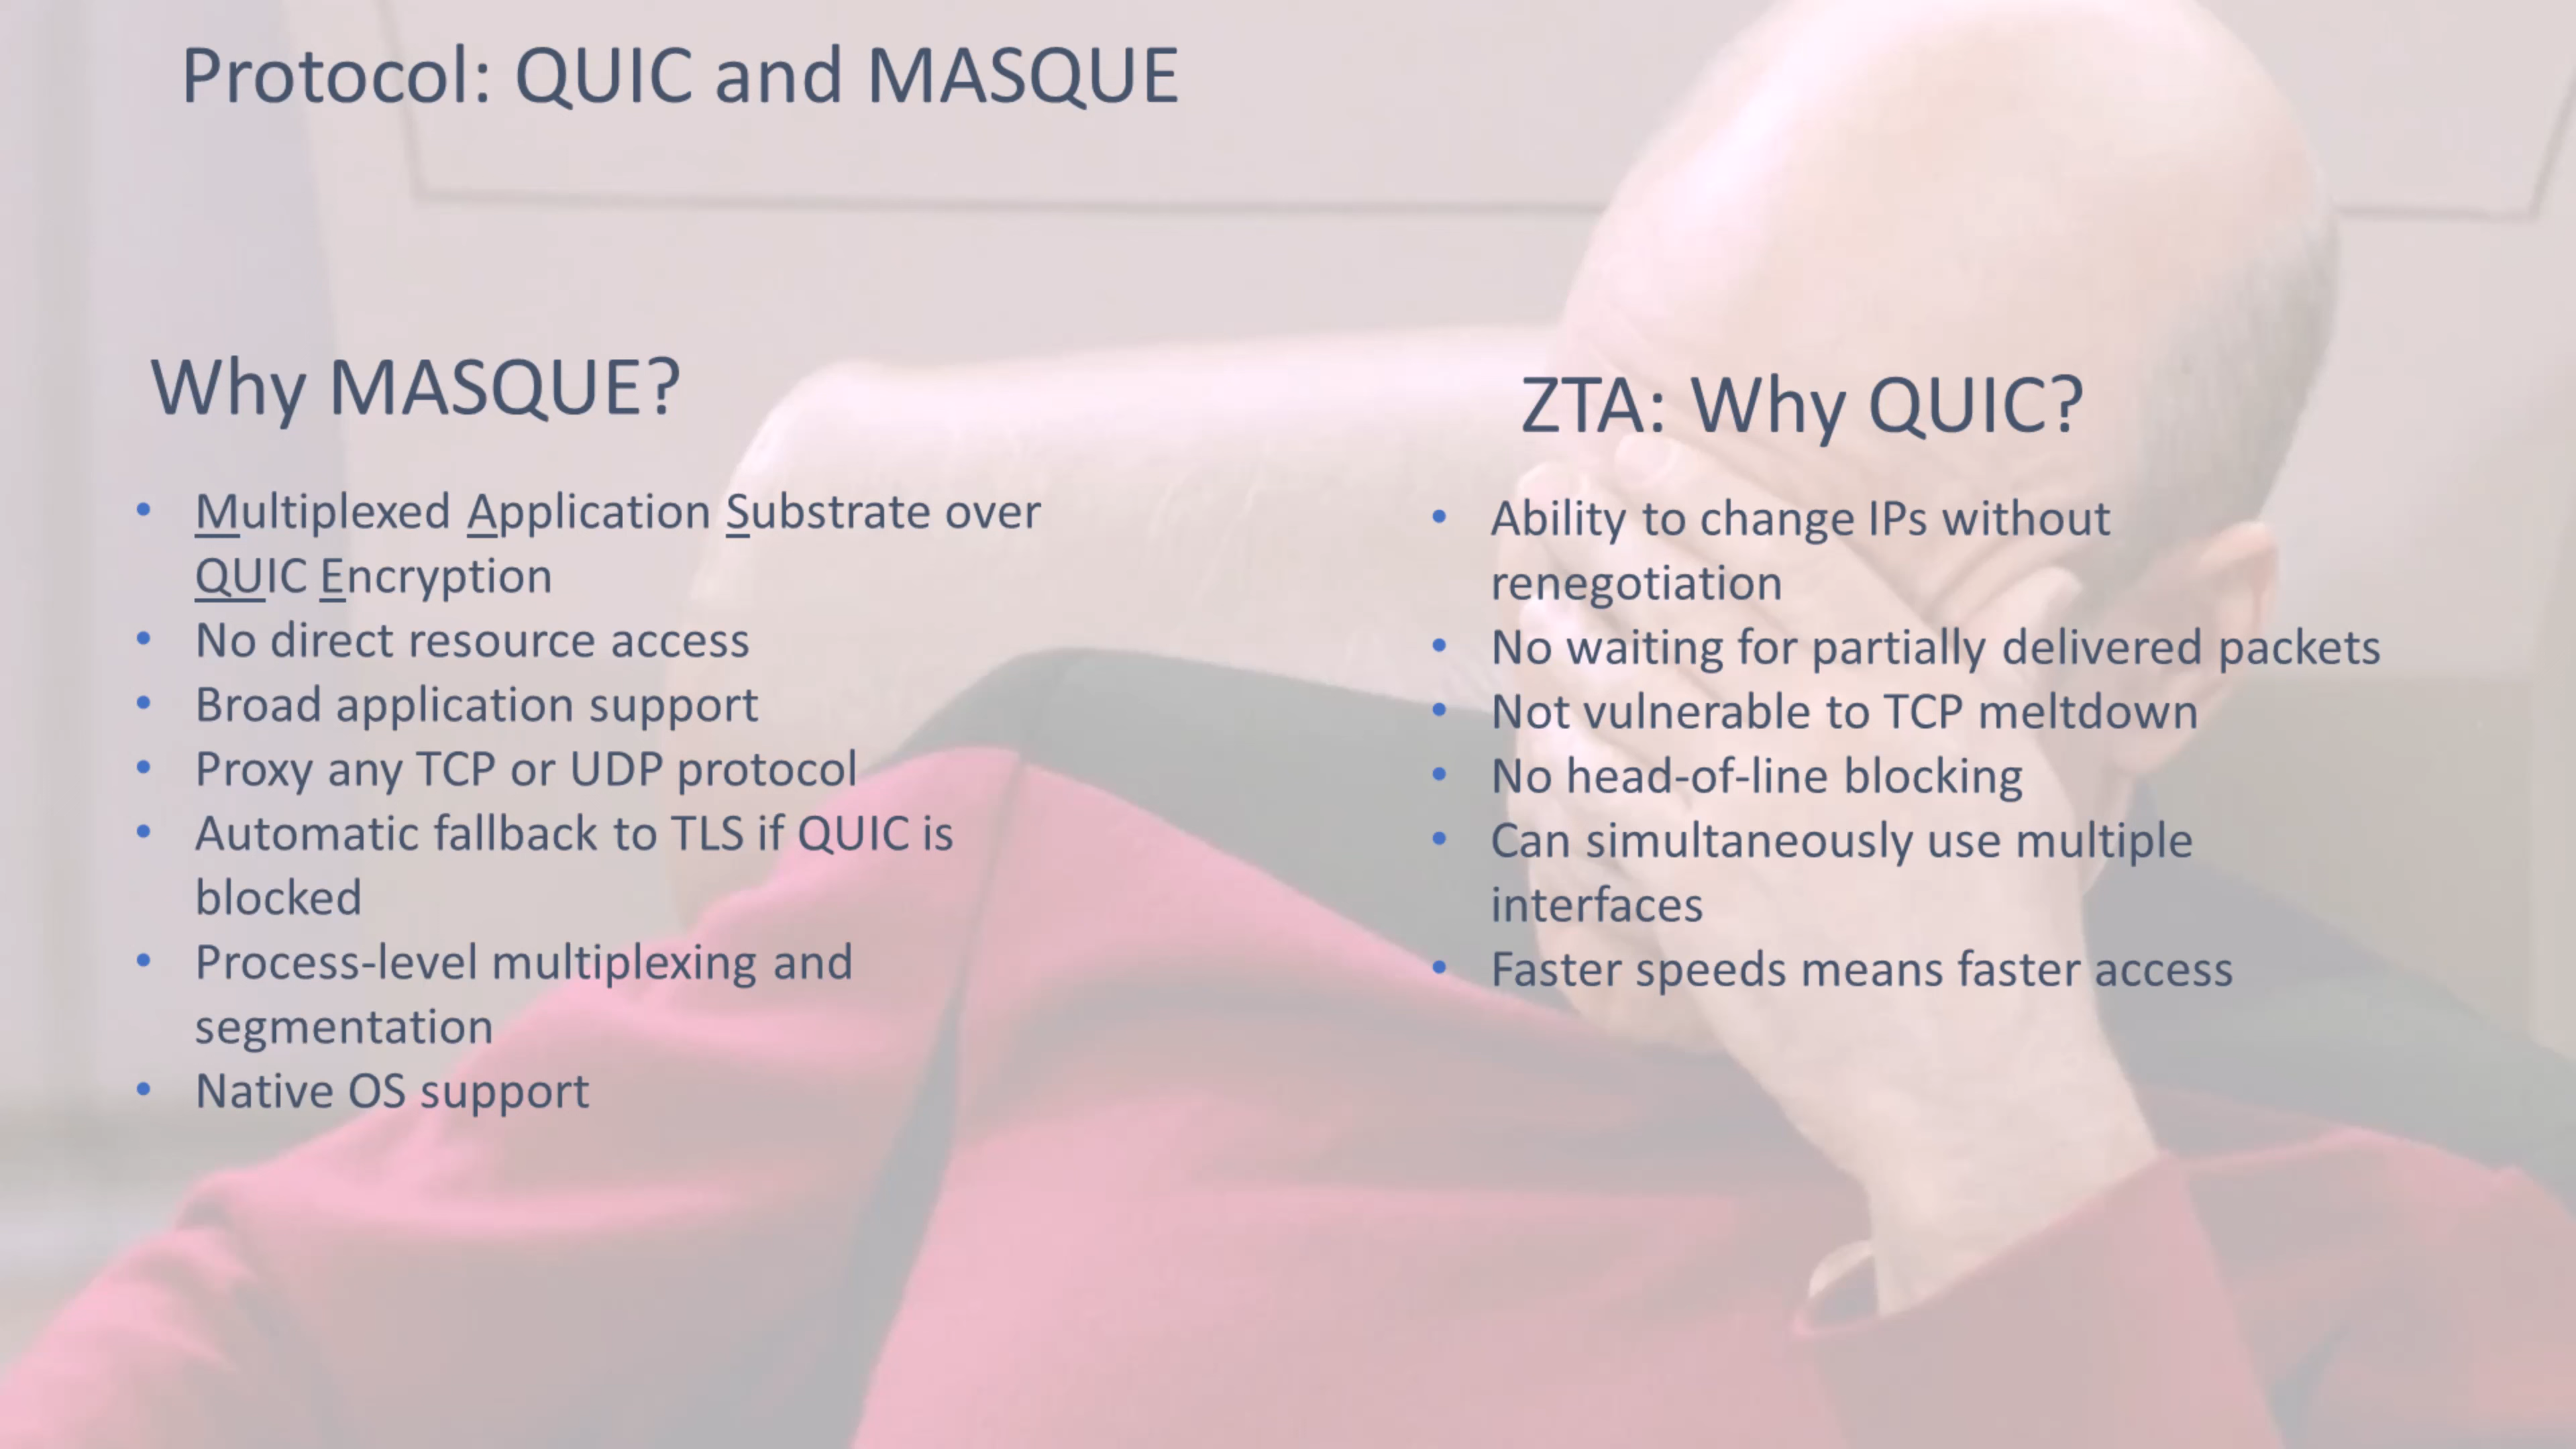 Protocol: QUIC and MASQUE
Why MASQUE?
• Multiplexed Application Substrate over
QUIC Encryption
• No direct resource access
• Broad application support
• Proxy any TCP or UDP protocol
• Automatic fallback to TLS if QUIC is
blocked
• Process-level multiplexing and
segmentation
• Native OS support
ZTA: Why QUIC?
• Ability to change IPs without
renegotiation
• No waiting for partially delivered packets
• Not vulnerable to TCP meltdown
• No head-of-line blocking
• Can simultaneously use multiple
interfaces
• Faster speeds means faster access